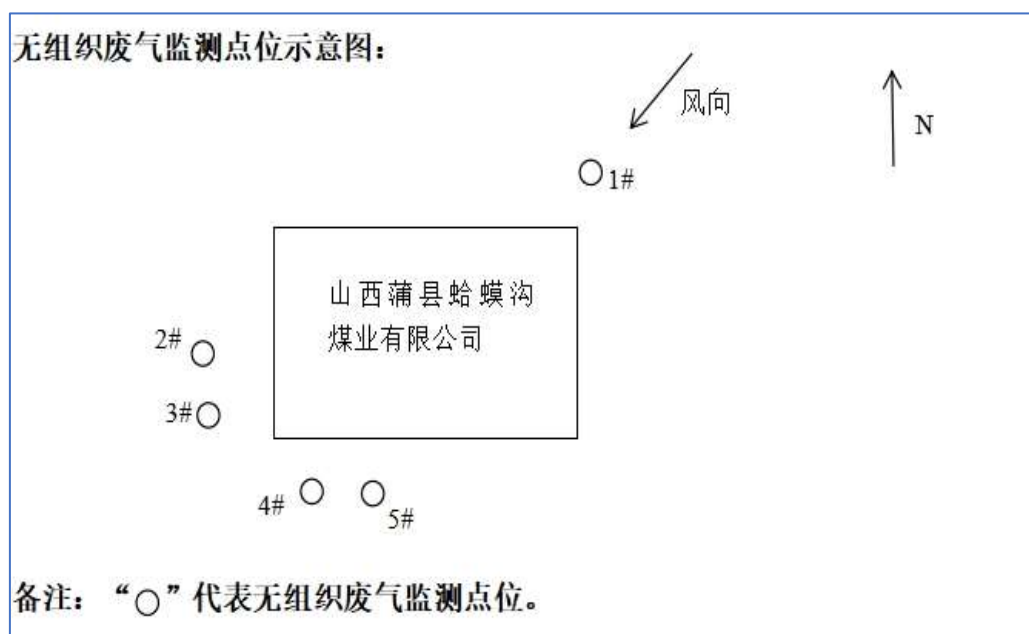 无组织废气监测点位示意图：
风向
N
1#
山西蒲县蛤蟆沟
煤业有限公司
2#
3#
4#
5#
备注：“○”代表无组织废气监测点位。